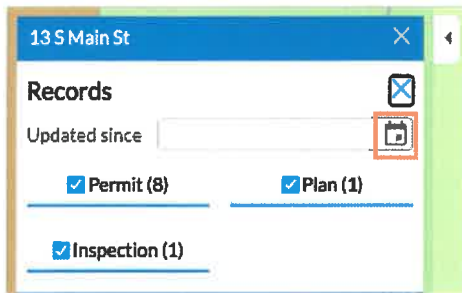 13 S Main St
Records
Updated since
Permit (8) Plan (1)
Inspection (1)